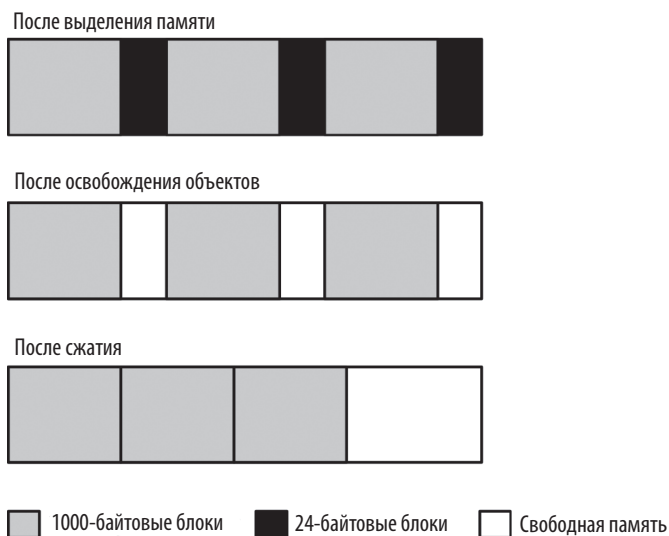 После выделения памяти
После освобождения объектов
После сжатия
1000-байтовые блоки 24-байтовые блоки Свободная память